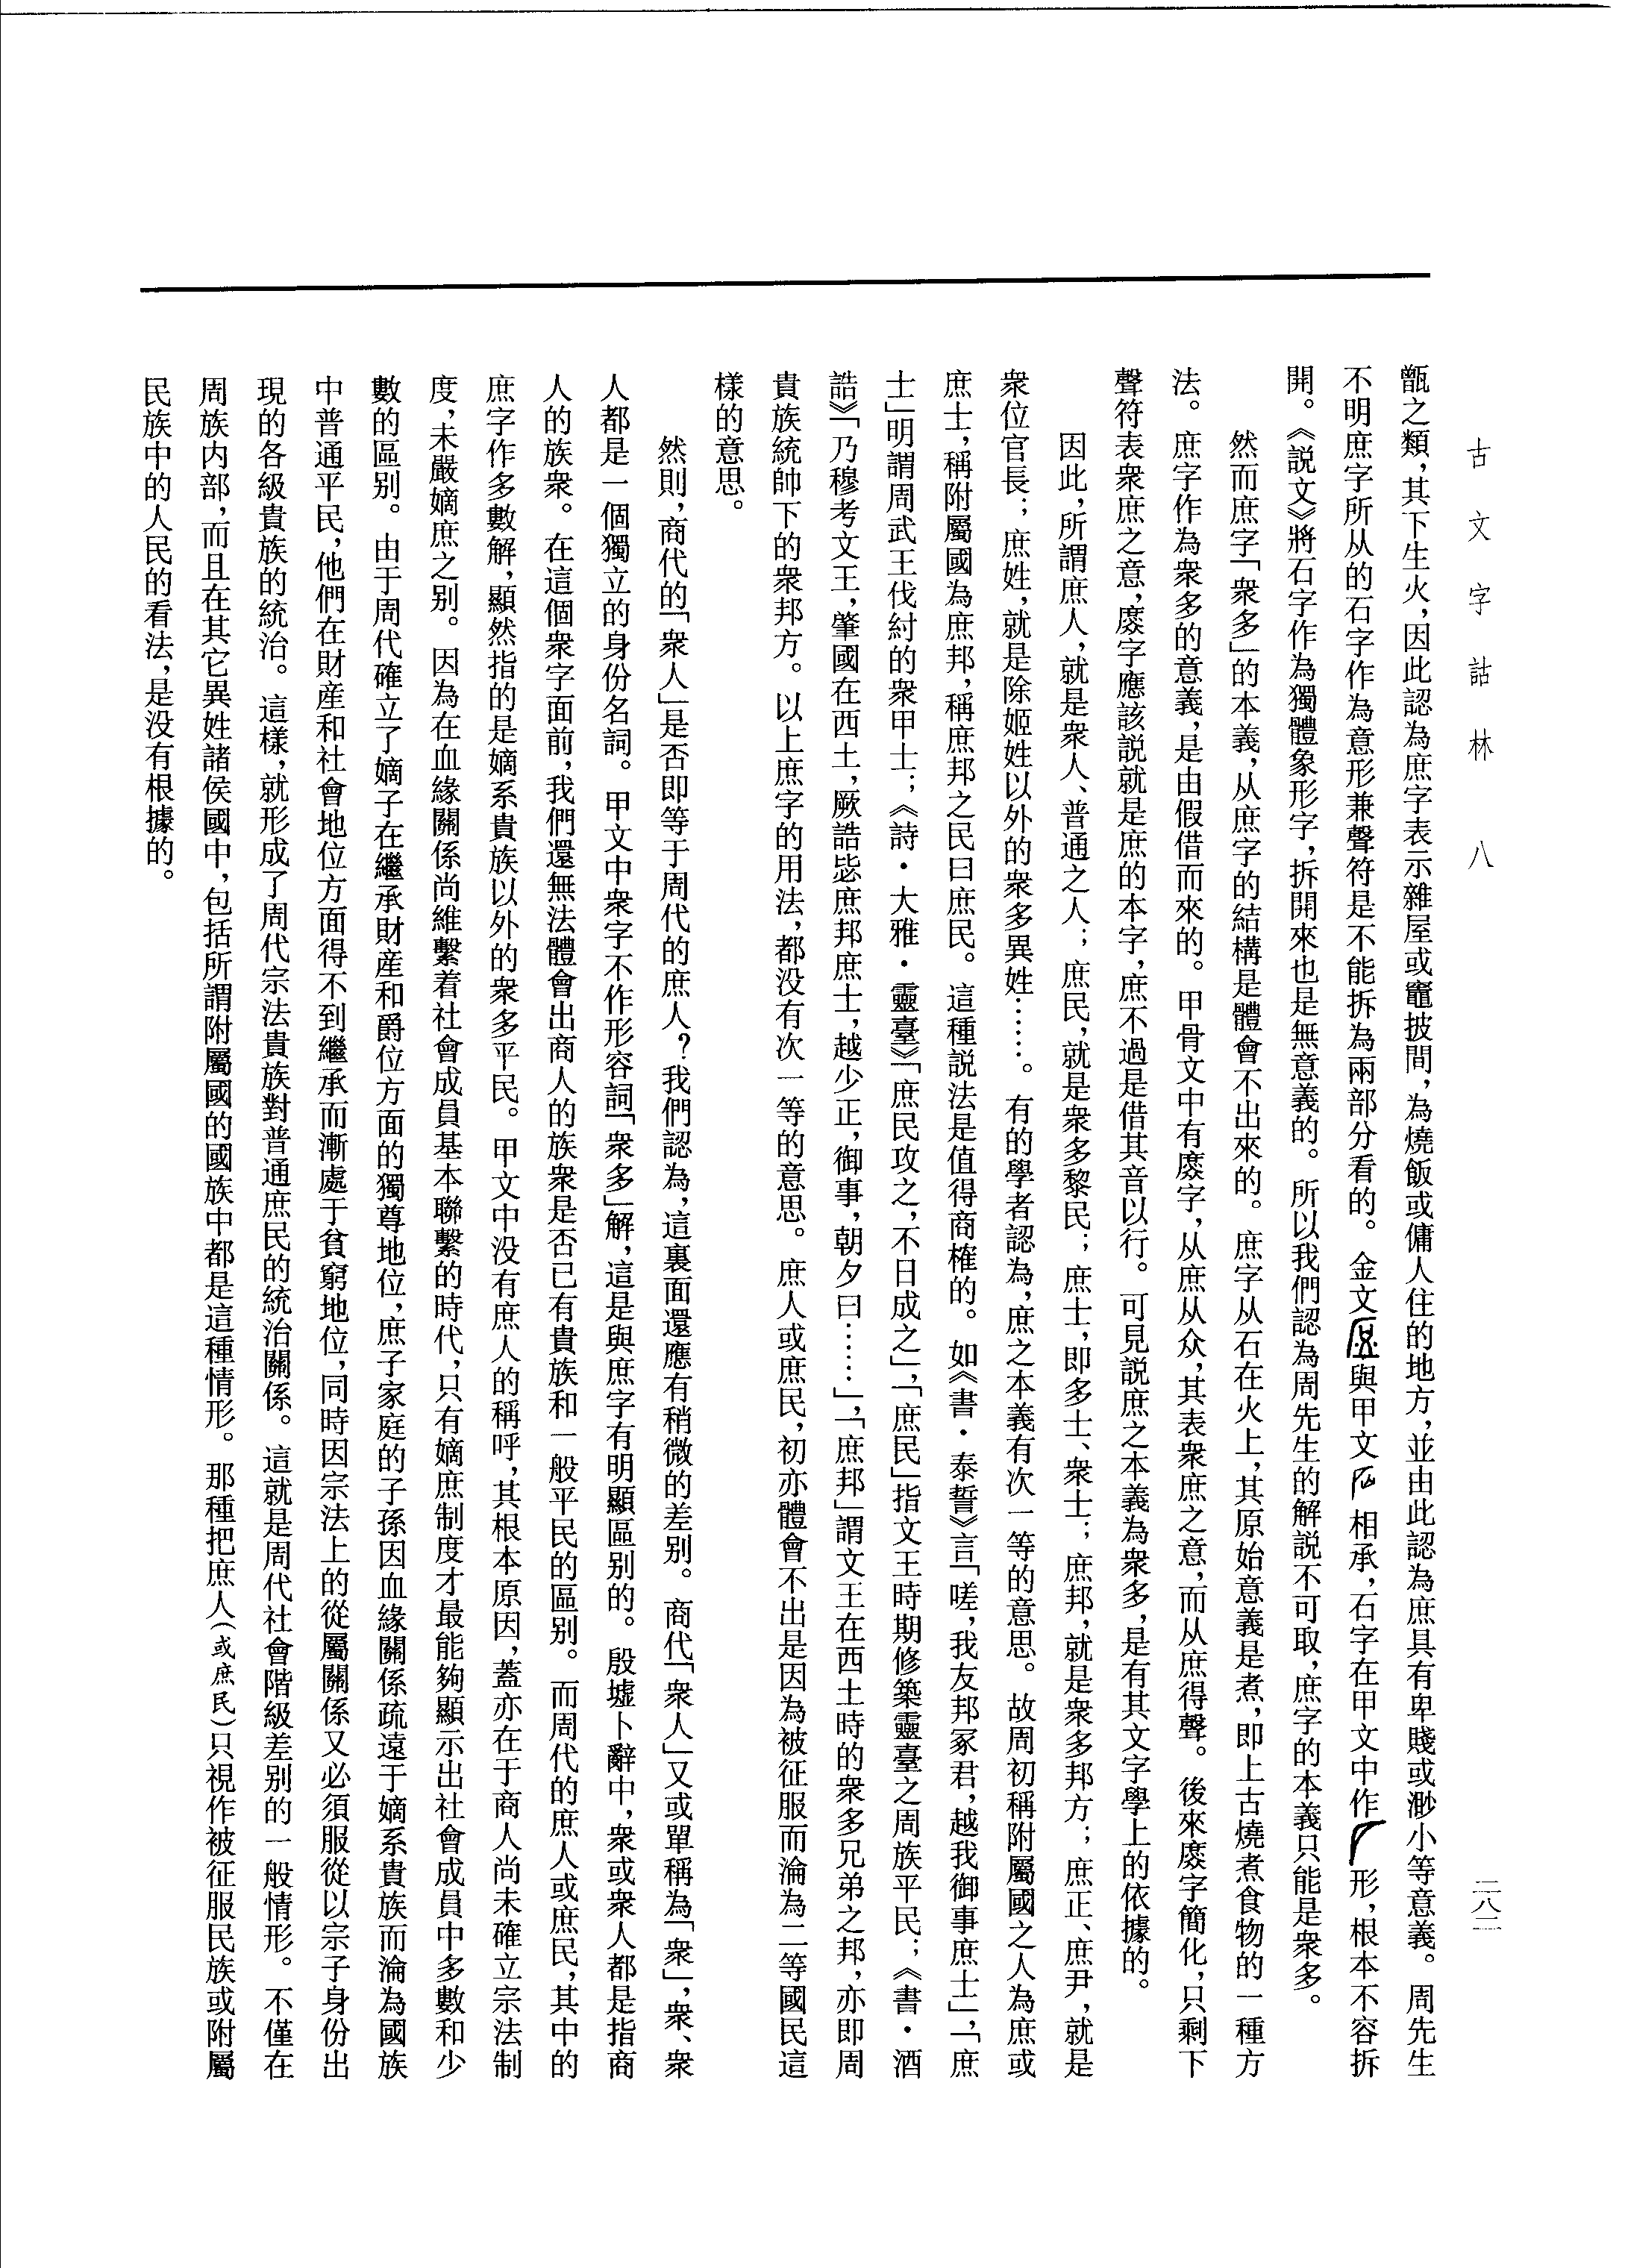 古文字詁林 八
二八二
甑之類，其下生火，因此認為庶字表示雜屋或竈披間，為燒飯或傭人住的地方，並由此認為庶具有卑賤或渺小等意義。周先生
不明庶字所从的石字作為意形兼聲符是不能拆為兩部分看的。金文與甲文相承，石字在甲文中作形，根本不容拆
開。《説文》將石字作為獨體象形字，拆開來也是無意義的。所以我們認為周先生的解説不可取，庶字的本義只能是衆多。
然而庶字「衆多」的本義，从庶字的結構是體會不出來的。庶字从石在火上，其原始意義是煮，即上古燒煮食物的一種方
法。庶字作為衆多的意義，是由假借而來的。甲骨文中有字，从庶从众，其表衆庶之意，而从庶得聲。後來字簡化，只剩下
聲符表衆庶之意，字應該説就是庶的本字，庶不過是借其音以行。可見説庶之本義為衆多，是有其文字學上的依據的。
因此，所謂庶人，就是衆人、普通之人；庶民，就是衆多黎民；庶士，即多士、衆士；庶邦，就是衆多邦方；庶正、庶尹，就是
衆位官長；庶姓，就是除姬姓以外的衆多異姓……。有的學者認為，庶之本義有次一等的意思。故周初稱附屬國之人為庶或
庶士，稱附屬國為庶邦，稱庶邦之民曰庶民。這種説法是值得商榷的。如《書·泰誓》言「嗟，我友邦冢君，越我御事庶士」，「庶
士」明謂周武王伐紂的衆甲士；《詩·大雅·靈臺》「庶民攻之，不日成之」，「庶民」指文王時期修築靈臺之周族平民；《書·酒
誥》「乃穆考文王，肇國在西土，厥誥毖庶邦庶士，越少正，御事，朝夕曰……」，「庶邦」謂文王在西土時的衆多兄弟之邦，亦即周
貴族統帥下的衆邦方。以上庶字的用法，都没有次一等的意思。庶人或庶民，初亦體會不出是因為被征服而淪為二等國民這
樣的意思。
然則，商代的「衆人」是否即等于周代的庶人？我們認為，這裏面還應有稍微的差别。商代「衆人」又或單稱為「衆」，衆、衆
人都是一個獨立的身份名詞。甲文中衆字不作形容詞「衆多」解，這是與庶字有明顯區别的。殷墟卜辭中，衆或衆人都是指商
人的族衆。在這個衆字面前，我們還無法體會出商人的族衆是否已有貴族和一般平民的區别。而周代的庶人或庶民，其中的
庶字作多數解，顯然指的是嫡系貴族以外的衆多平民。甲文中没有庶人的稱呼，其根本原因，蓋亦在于商人尚未確立宗法制
度，未嚴嫡庶之别。因為在血緣關係尚維繫着社會成員基本聯繫的時代，只有嫡庶制度才最能夠顯示出社會成員中多數和少
數的區别。由于周代確立了嫡子在繼承財産和爵位方面的獨尊地位，庶子家庭的子孫因血緣關係疏遠于嫡系貴族而淪為國族
中普通平民，他們在財産和社會地位方面得不到繼承而漸處于貧窮地位，同時因宗法上的從屬關係又必須服從以宗子身份出
現的各級貴族的統治。這樣，就形成了周代宗法貴族對普通庶民的統治關係。這就是周代社會階級差别的一般情形。不僅在
周族内部，而且在其它異姓諸侯國中，包括所謂附屬國的國族中都是這種情形。那種把庶人（或庶民）只視作被征服民族或附屬
民族中的人民的看法，是没有根據的。